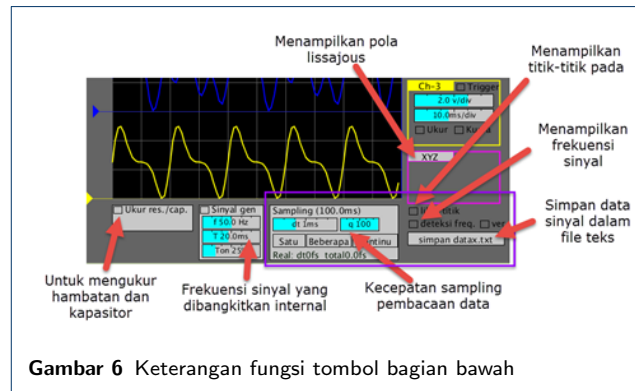 Menampilkan pola
lissajous
Menampilkan
titik-titik pada
Menampilkan
frekuensi
sinyal
Simpan data
sinyal dalam
file teks
Ch-3 Trigger
2.0 v/div
10.0ms/div
Ukur
XYZ
Ukur res./cap.
Sinyal gen
f 50.0 Hz
T 20.0ms
Ton
Sampling (100.0ms)
dt 1ms q 100
Satu Beberapa
Real: dt0fs total0.0fs
deteksi freq.
simpan datax.txt
Untuk mengukur
hambatan dan
kapasitor
Frekuensi sinyal yang
dibangkitkan internal
Kecepatan sampling
pembacaan data
Gambar 6 Keterangan fungsi tombol bagian bawah